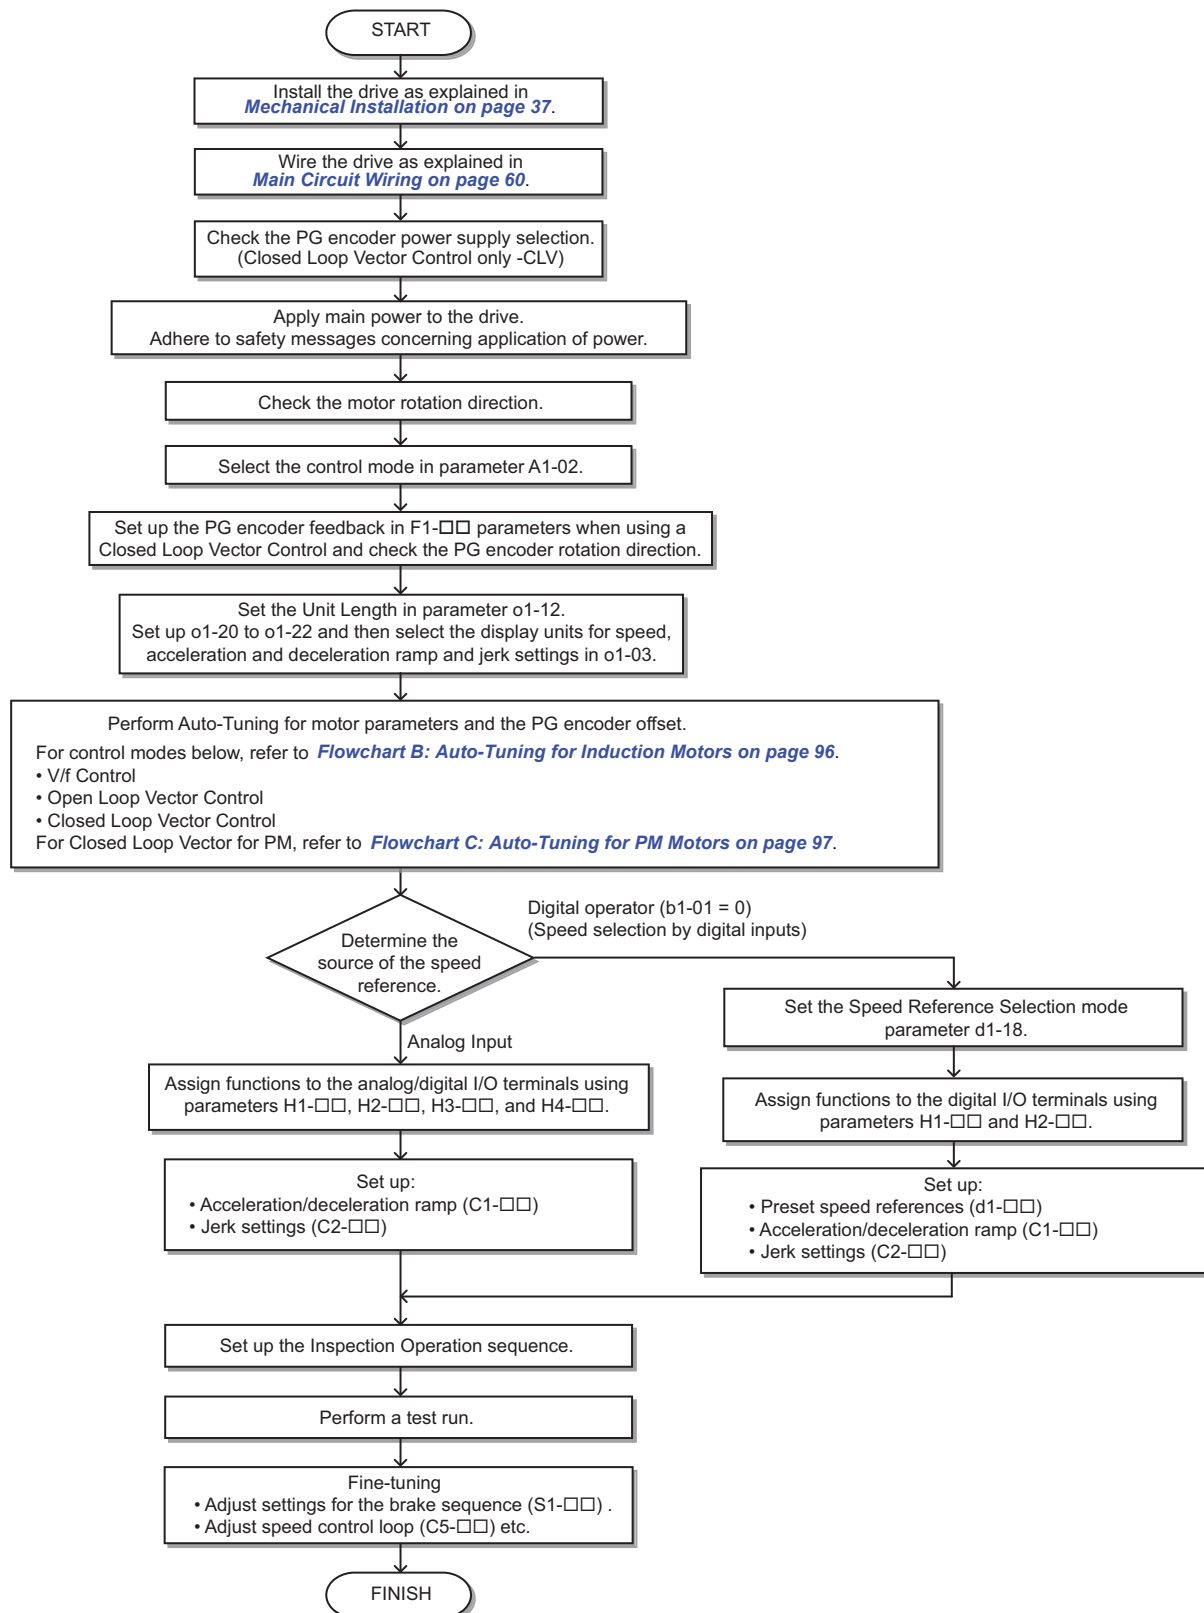 START
Install the drive as explained in
Mechanical Installation on page 37.
Wire the drive as explained in
Main Circuit Wiring on page 60.
Check the PG encoder power supply selection.
(Closed Loop Vector Control only -CLV)
Apply main power to the drive.
Adhere to safety messages concerning application of power.
Check the motor rotation direction.
Select the control mode in parameter A1-02.
Set up the PG encoder feedback in F1-□□ parameters when using a
Closed Loop Vector Control and check the PG encoder rotation direction.
Set the Unit Length in parameter o1-12.
Set up o1-20 to o1-22 and then select the display units for speed,
acceleration and deceleration ramp and jerk settings in o1-03.
Perform Auto-Tuning for motor parameters and the PG encoder offset.
For control modes below, refer to Flowchart B: Auto-Tuning for Induction Motors on page 96.
• V/f Control
• Open Loop Vector Control
• Closed Loop Vector Control
For Closed Loop Vector for PM, refer to Flowchart C: Auto-Tuning for PM Motors on page 97.
Determine the
source of the speed
reference.
Digital operator (b1-01 = 0)
(Speed selection by digital inputs)
Analog Input
Assign functions to the analog/digital I/O terminals using
parameters H1-□□, H2-□□, H3-□□, and H4-□□.
Set up:
• Acceleration/deceleration ramp (C1-□□)
• Jerk settings (C2-□□)
Set the Speed Reference Selection mode
parameter d1-18.
Assign functions to the digital I/O terminals using
parameters H1-□□ and H2-□□.
Set up:
• Preset speed references (d1-□□)
• Acceleration/deceleration ramp (C1-□□)
• Jerk settings (C2-□□)
Set up the Inspection Operation sequence.
Perform a test run.
Fine-tuning
• Adjust settings for the brake sequence (S1-□□) .
• Adjust speed control loop (C5-□□) etc.
FINISH